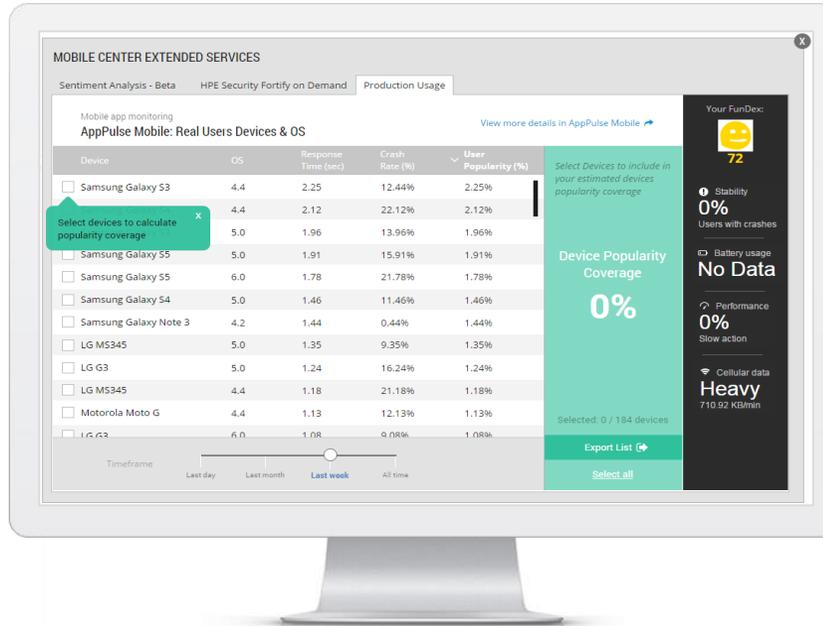 X
MOBILE CENTER EXTENDED SERVICES
Sentiment Analysis - Beta HPE Security Fortify on Demand Production Usage
Mobile app monitoring
AppPulse Mobile: Real Users Devices & OS
View more details in AppPulse Mobile
Device OS Response Time (sec) Crash Rate (%) User Popularity (%)
Samsung Galaxy S3 4.4 2.25 12.44% 2.25%
4.4 2.12 22.12% 2.12%
5.0 1.96 13.96% 1.96%
Samsung Galaxy S5 5.0 1.91 15.91% 1.91%
Samsung Galaxy S5 6.0 1.78 21.78% 1.78%
Samsung Galaxy S4 5.0 1.46 11.46% 1.46%
Samsung Galaxy Note 3 4.2 1.44 0.44% 1.44%
LG MS345 5.0 1.35 9.35% 1.35%
LG G3 5.0 1.24 16.24% 1.24%
LG MS345 4.4 1.18 21.18% 1.18%
Motorola Moto G 4.4 1.13 12.13% 1.13%
LG G3 6.0 1.08 9.08% 1.08%
x
Select devices to calculate
popularity coverage
Timeframe
Last day Last month Last week All time
Select Devices to include in
your estimated devices
popularity coverage
Device Popularity
Coverage
0%
Selected: 0 / 184 devices
Export List
Select all
Your FunDex:
72
Stability
0%
Users with crashes
Battery usage
No Data
Performance
0%
Slow action
Cellular data
Heavy
710.92 KB/min